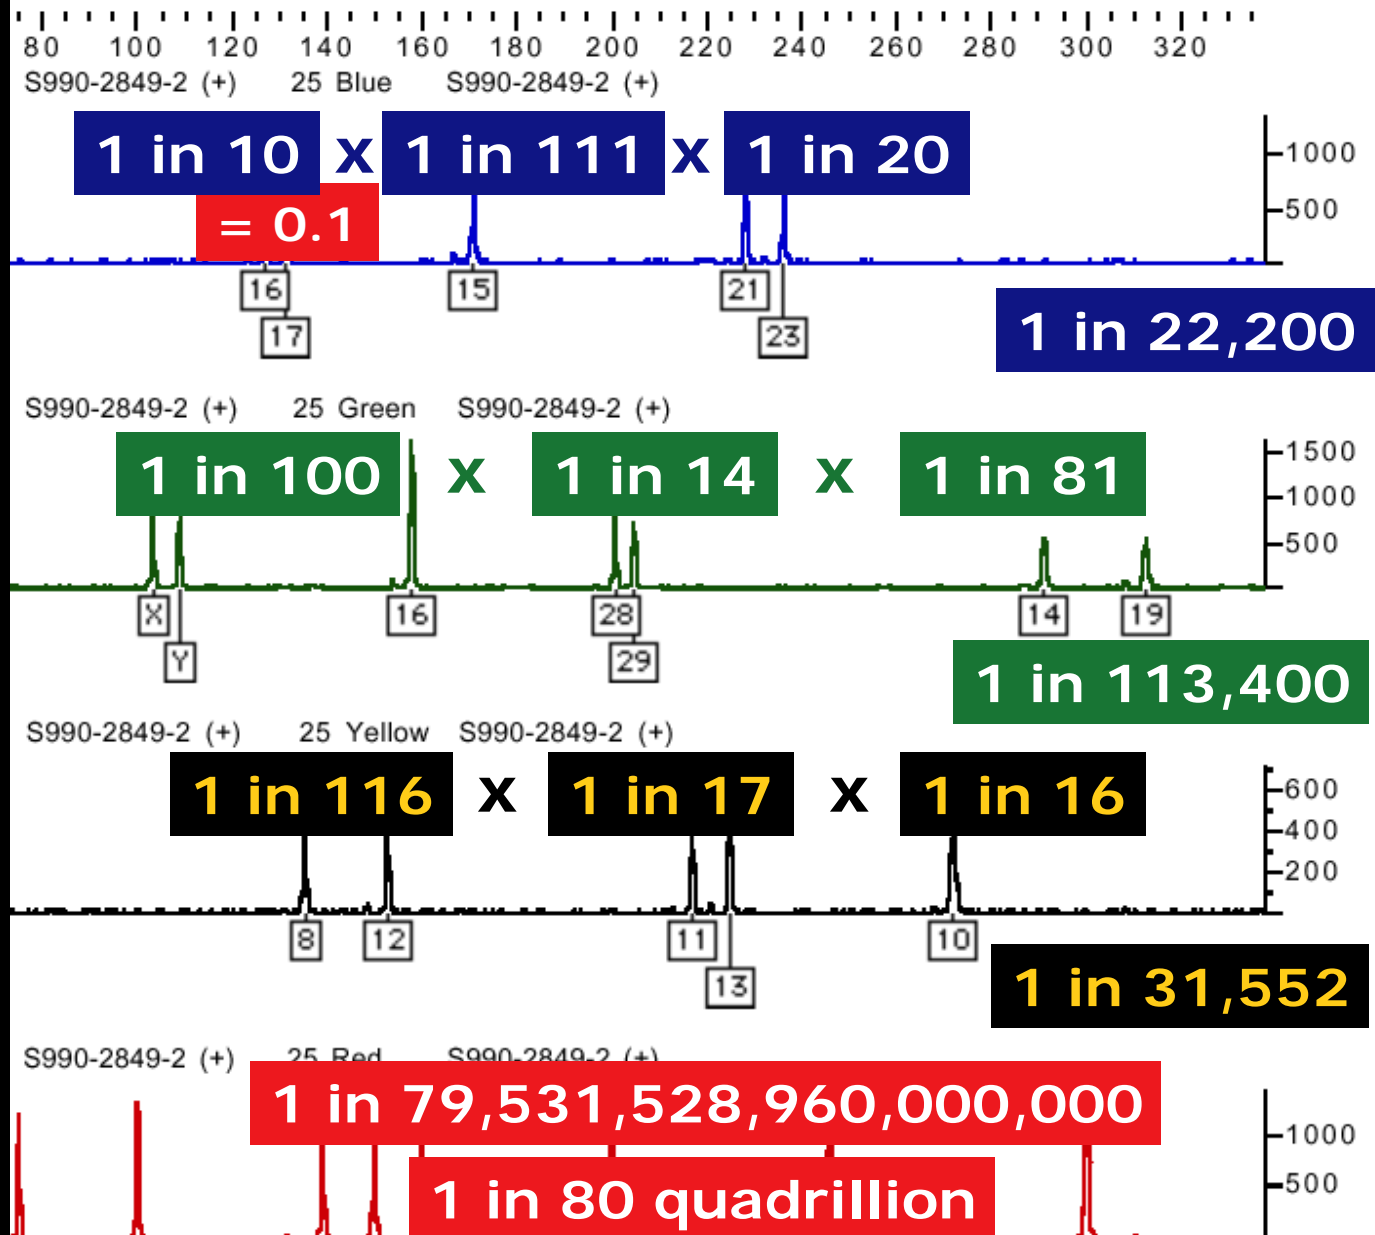 80 100 120 140 160 180 200 220 240 260 280 300 320
S990-2849-2 (+) 25 Blue S990-2849-2 (+)
1 in 10 x 1 in 111 x 1 in 20
1000
= 0.1
500
16 15 21
17 23
1 in 22,200
S990-2849-2 (+) 25 Green S990-2849-2 (+)
1 in 100 x 1 in 14 x 1 in 81
1500
1000
500
X 16 28 14 19
Y 29
1 in 113,400
S990-2849-2 (+) 25 Yellow S990-2849-2 (+)
1 in 116 x 1 in 17 x 1 in 16
600
400
200
8 12 11 10
13
1 in 31,552
S990-2849-2 (+) 25 Red S990-2849-2 (+)
1 in 79,531,528,960,000,000
1000
1 in 80 quadrillion
500